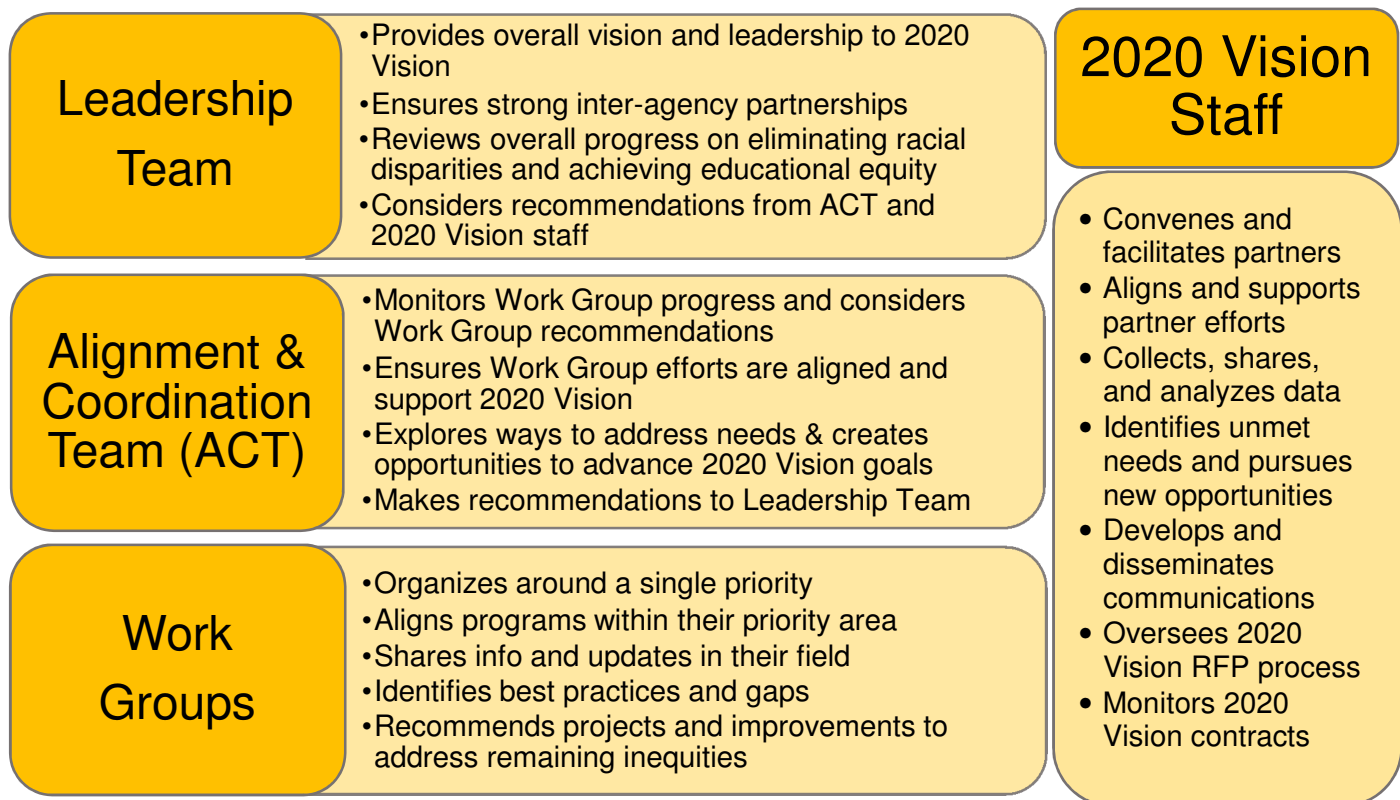 Leadership
Team
•Provides overall vision and leadership to 2020
Vision
•Ensures strong inter-agency partnerships
•Reviews overall progress on eliminating racial
disparities and achieving educational equity
•Considers recommendations from ACT and
2020 Vision staff
Alignment &
Coordination
Team (ACT)
•Monitors Work Group progress and considers
Work Group recommendations
•Ensures Work Group efforts are aligned and
support 2020 Vision
•Explores ways to address needs & creates
opportunities to advance 2020 Vision goals
•Makes recommendations to Leadership Team
Work
Groups
•Organizes around a single priority
•Aligns programs within their priority area
•Shares info and updates in their field
•Identifies best practices and gaps
•Recommends projects and improvements to
address remaining inequities
2020 Vision
Staff
• Convenes and
facilitates partners
• Aligns and supports
partner efforts
• Collects, shares,
and analyzes data
• Identifies unmet
needs and pursues
new opportunities
• Develops and
disseminates
communications
• Oversees 2020
Vision RFP process
• Monitors 2020
Vision contracts